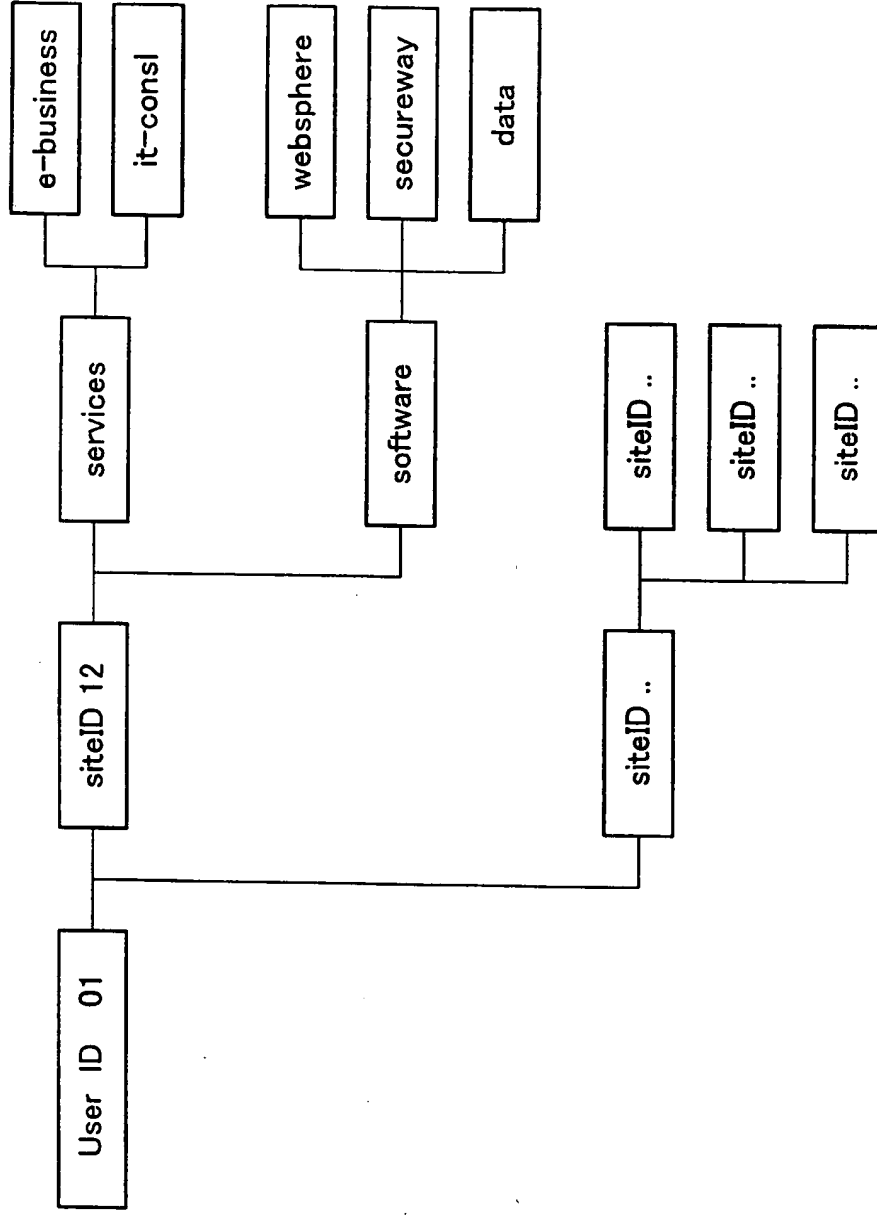 User ID 01
siteID 12
services
e-business
it-consl
software
websphere
secureway
data
siteID ..
siteID ..
siteID ..
siteID ..